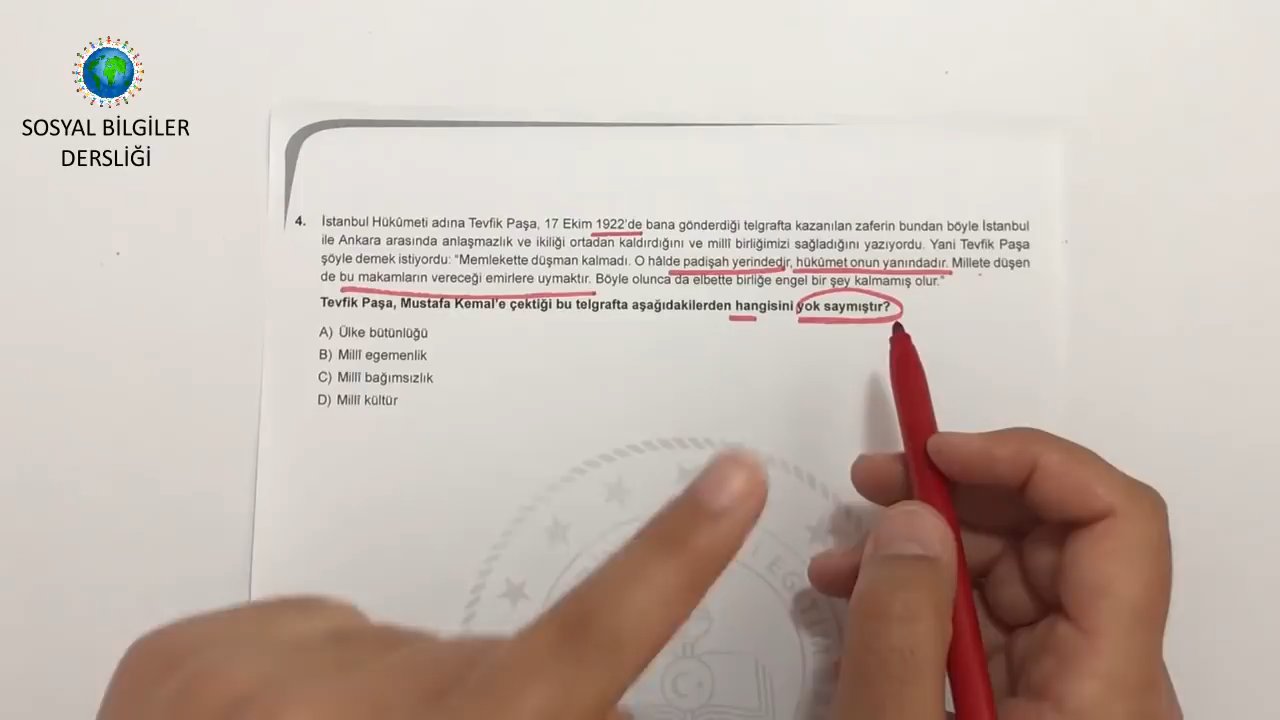 SOSYAL BİLGİLER
DERSLİĞİ
4. İstanbul Hükûmeti adına Tevfik Paşa, 17 Ekim 1922'de bana gönderdiği telgrafta kazanılan zaferin bundan böyle İstanbul
ile Ankara arasında anlaşmazlık ve ikiliği ortadan kaldırdığını ve millî birliğimizi sağladığını yazıyordu. Yani Tevfik Paşa
şöyle demek istiyordu: "Memlekette düşman kalmadı. O hâlde padişah yerindedir, hükûmet onun yanındadır. Millete düşen
de bu makamların vereceği emirlere uymaktır. Böyle olunca da elbette birliğe engel bir şey kalmamış olur."
Tevfik Paşa, Mustafa Kemal'e çektiği bu telgrafta aşağıdakilerden hangisini yok saymıştır?
A) Ülke bütünlüğü
B) Millî egemenlik
C) Millî bağımsızlık
D) Millî kültür